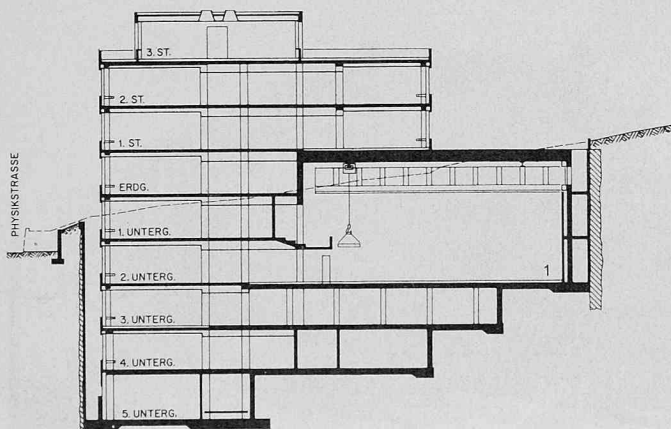 3. ST.
2. ST.
1. ST.
ERDG.
PHYSIKSTRASSE
1. UNTERG.
2. UNTERG.
1
3. UNTERG.
4. UNTERG.
5. UNTERG.